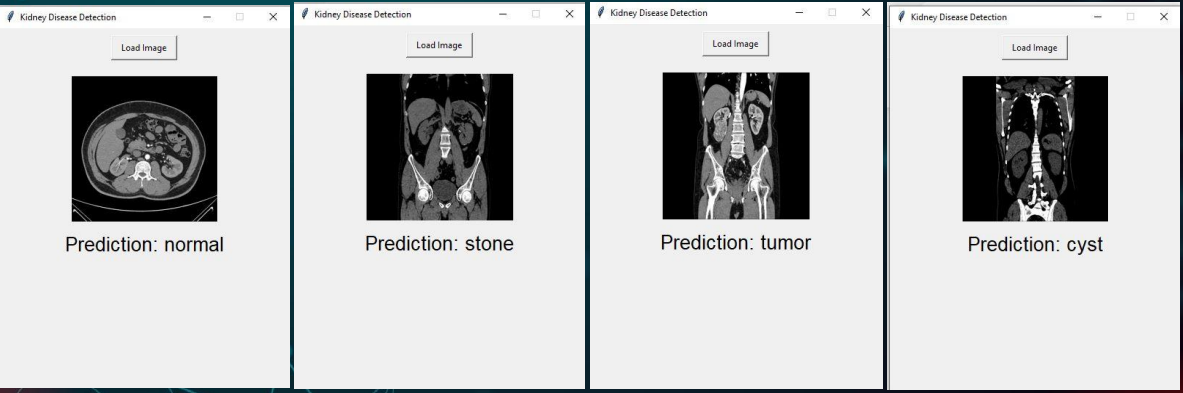 Kidney Disease Detection
Load Image
Prediction: normal
Kidney Disease Detection
Load Image
Prediction: stone
Kidney Disease Detection
Load Image
Prediction: tumor
Kidney Disease Detection
Load Image
Prediction: cyst